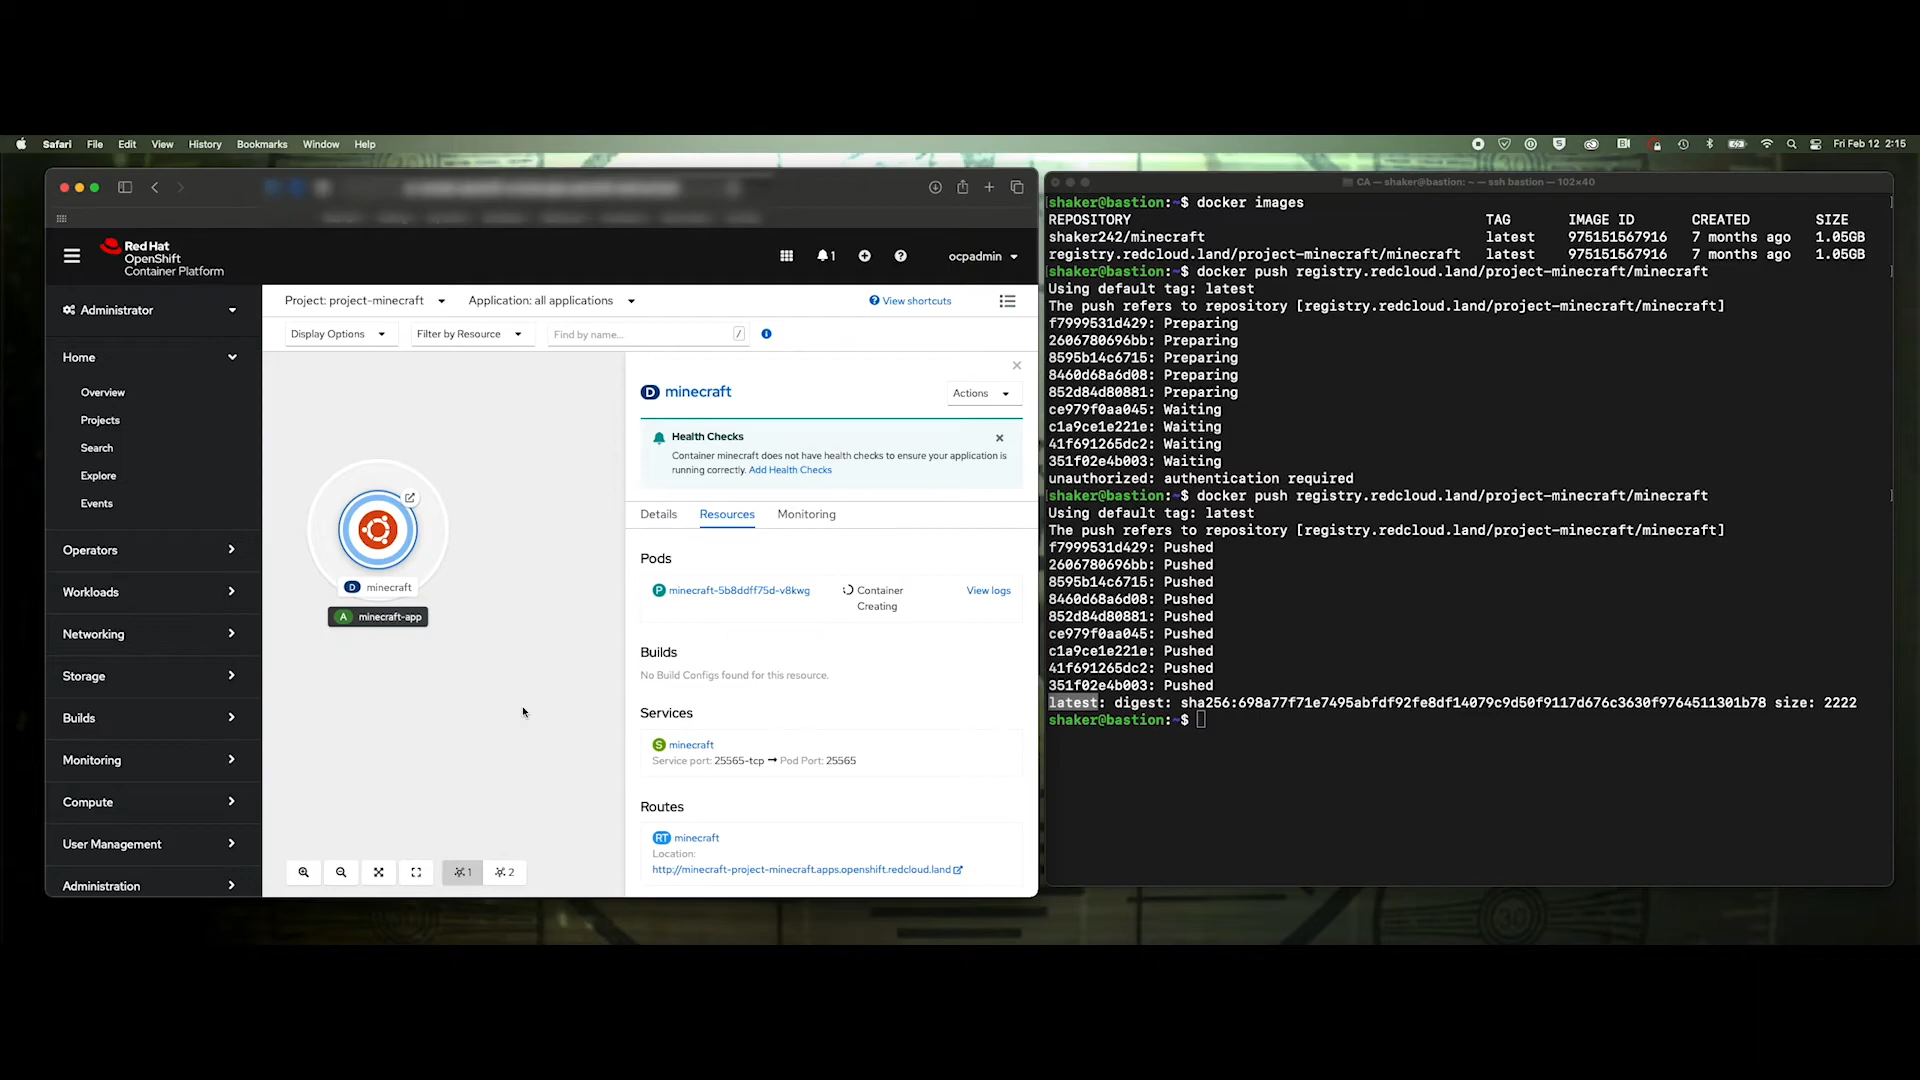 Safari File Edit View History Bookmarks Window Help
Fri Feb 12 2:15
Red Hat
OpenShift
Container Platform
1
ocpadmin
Administrator
Home
Overview
Projects
Search
Explore
Events
Operators
Workloads
Networking
Storage
Builds
Monitoring
Compute
User Management
Administration
Project: project-minecraft
Application: all applications
View shortcuts
Display Options
Filter by Resource
Find by name...
/
D minecraft
A minecraft-app
1
2
D minecraft
Actions
Health Checks
Container minecraft does not have health checks to ensure your application is
running correctly. Add Health Checks
Details Resources Monitoring
Pods
P minecraft-5b8ddff75d-v8kwg
Container
Creating
View logs
Builds
No Build Configs found for this resource.
Services
S minecraft
Service port: 25565-tcp → Pod Port: 25565
Routes
RT minecraft
Location:
http://minecraft-project-minecraft.apps.openshift.redcloud.land
CA — shaker@bastion: ~ — ssh bastion — 102×40
shaker@bastion:~$ docker images
REPOSITORY TAG IMAGE ID CREATED SIZE
shaker242/minecraft latest 975151567916 7 months ago 1.05GB
registry.redcloud.land/project-minecraft/minecraft latest 975151567916 7 months ago 1.05GB
shaker@bastion:~$ docker push registry.redcloud.land/project-minecraft/minecraft
Using default tag: latest
The push refers to repository [registry.redcloud.land/project-minecraft/minecraft]
f7999531d429: Preparing
2606780696bb: Preparing
8595b14c6715: Preparing
8460d68a6d08: Preparing
852d84d80881: Preparing
ce979f0aa045: Waiting
c1a9ce1e221e: Waiting
41f691265dc2: Waiting
351f02e4b003: Waiting
unauthorized: authentication required
shaker@bastion:~$ docker push registry.redcloud.land/project-minecraft/minecraft
Using default tag: latest
The push refers to repository [registry.redcloud.land/project-minecraft/minecraft]
f7999531d429: Pushed
2606780696bb: Pushed
8595b14c6715: Pushed
8460d68a6d08: Pushed
852d84d80881: Pushed
ce979f0aa045: Pushed
c1a9ce1e221e: Pushed
41f691265dc2: Pushed
351f02e4b003: Pushed
latest: digest: sha256:698a77f71e7495abfdf92fe8df14079c9d50f9117d676c3630f9764511301b78 size: 2222
shaker@bastion:~$